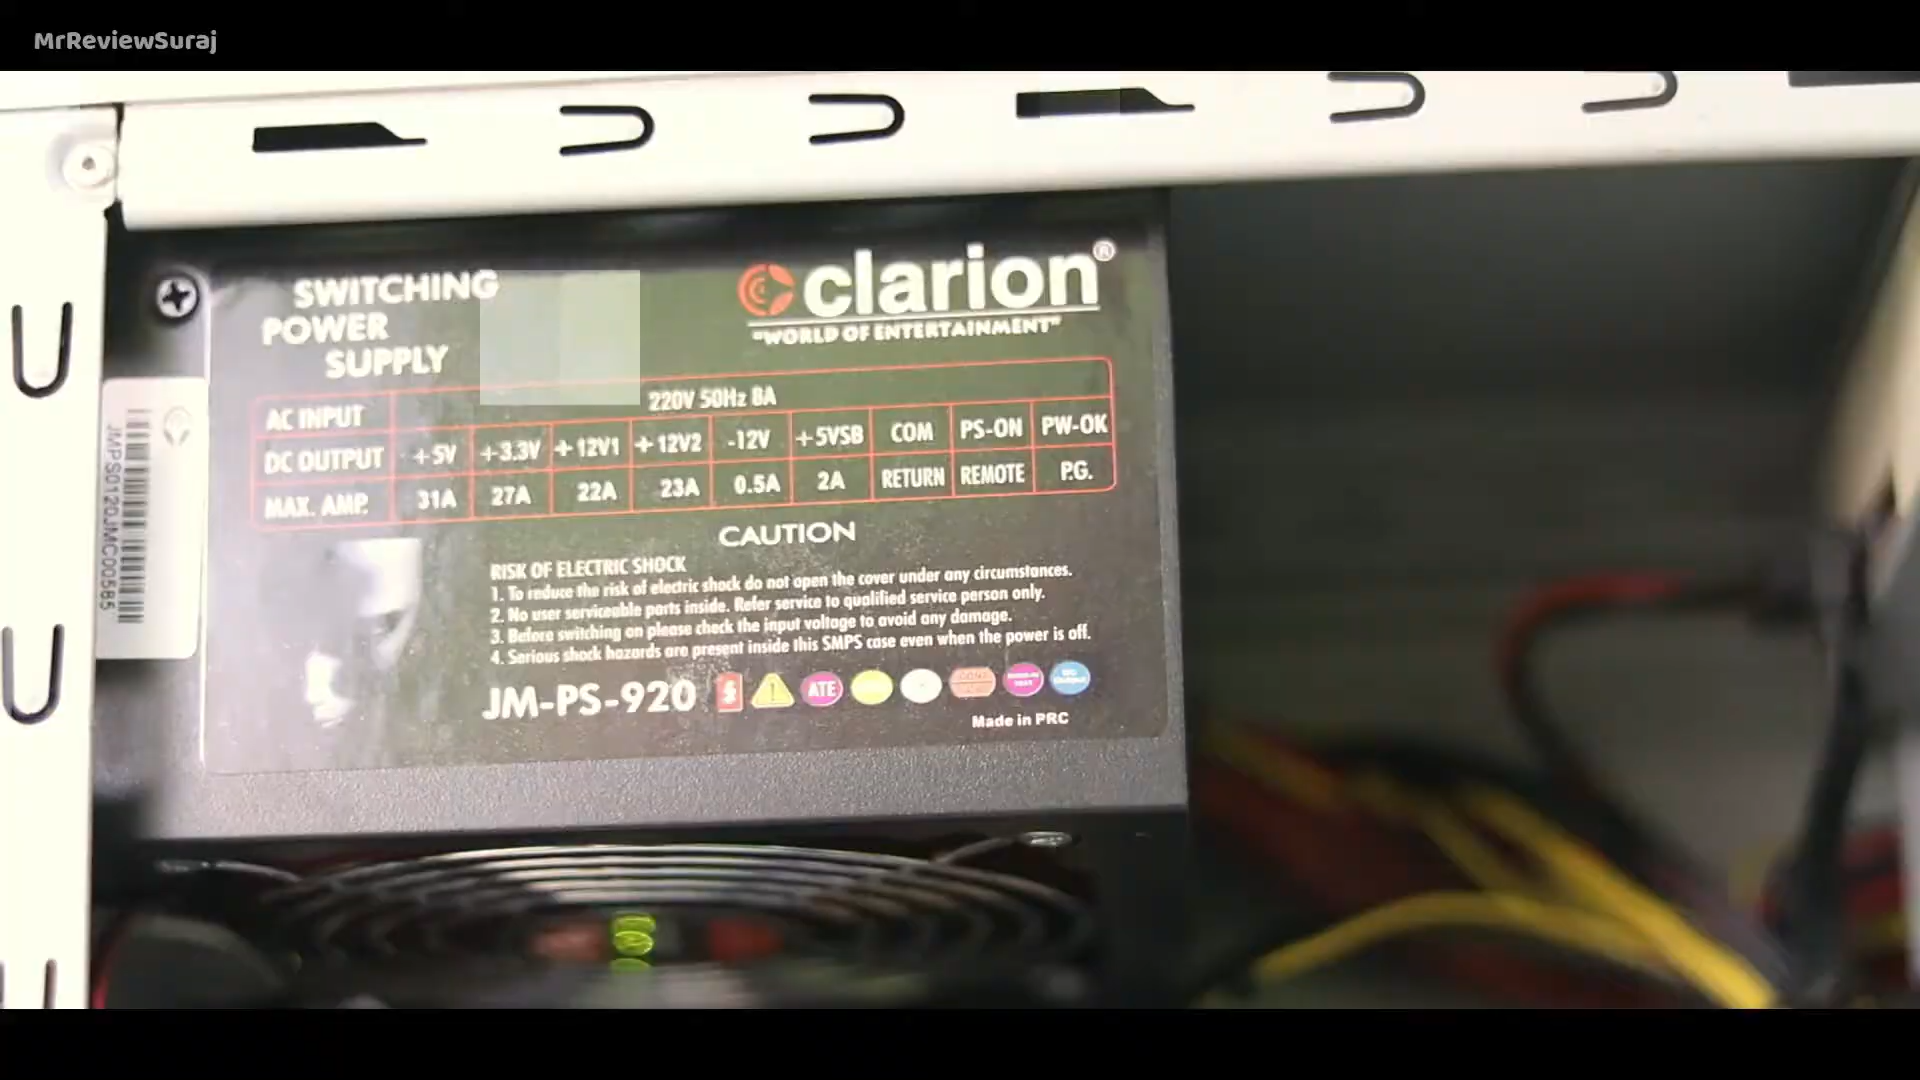 MrReviewSuraj
SWITCHING
POWER
SUPPLY
clarion®
"WORLD OF ENTERTAINMENT"
AC INPUT 220V 50Hz 8A
DC OUTPUT +5V +3.3V +12V1 +12V2 -12V +5VSB COM PS-ON PW-OK
MAX. AMP. 31A 27A 22A 23A 0.5A 2A RETURN REMOTE P.G.
CAUTION
RISK OF ELECTRIC SHOCK
1. To reduce the risk of electric shock do not open the cover under any circumstances.
2. No user serviceable parts inside. Refer service to qualified service person only.
3. Before switching on please check the input voltage to avoid any damage.
4. Serious shock hazards are present inside this SMPS case even when the power is off.
JM-PS-920
ATE
Made in PRC
JMPS0120JMC00585